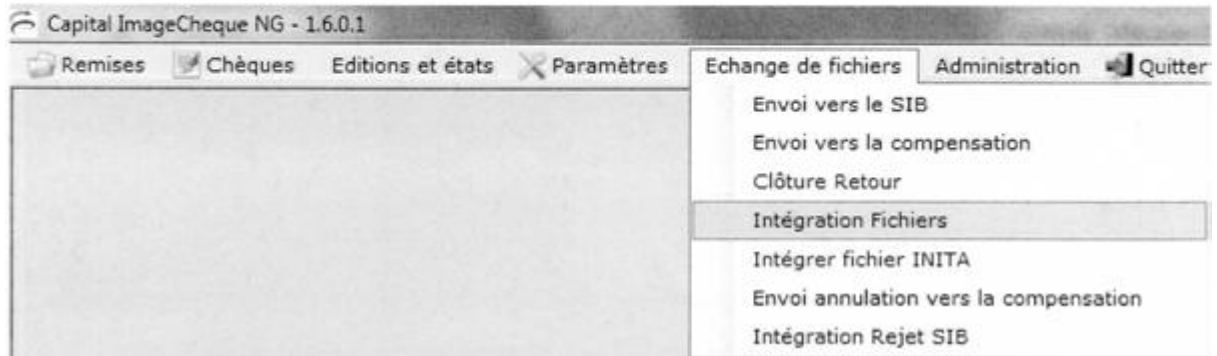 Capital ImageCheque NG - 1.6.0.1
Remises Chèques Editions et états Paramètres Echange de fichiers Administration Quitter
Envoi vers le SIB
Envoi vers la compensation
Clôture Retour
Intégration Fichiers
Intégrer fichier INITA
Envoi annulation vers la compensation
Intégration Rejet SIB